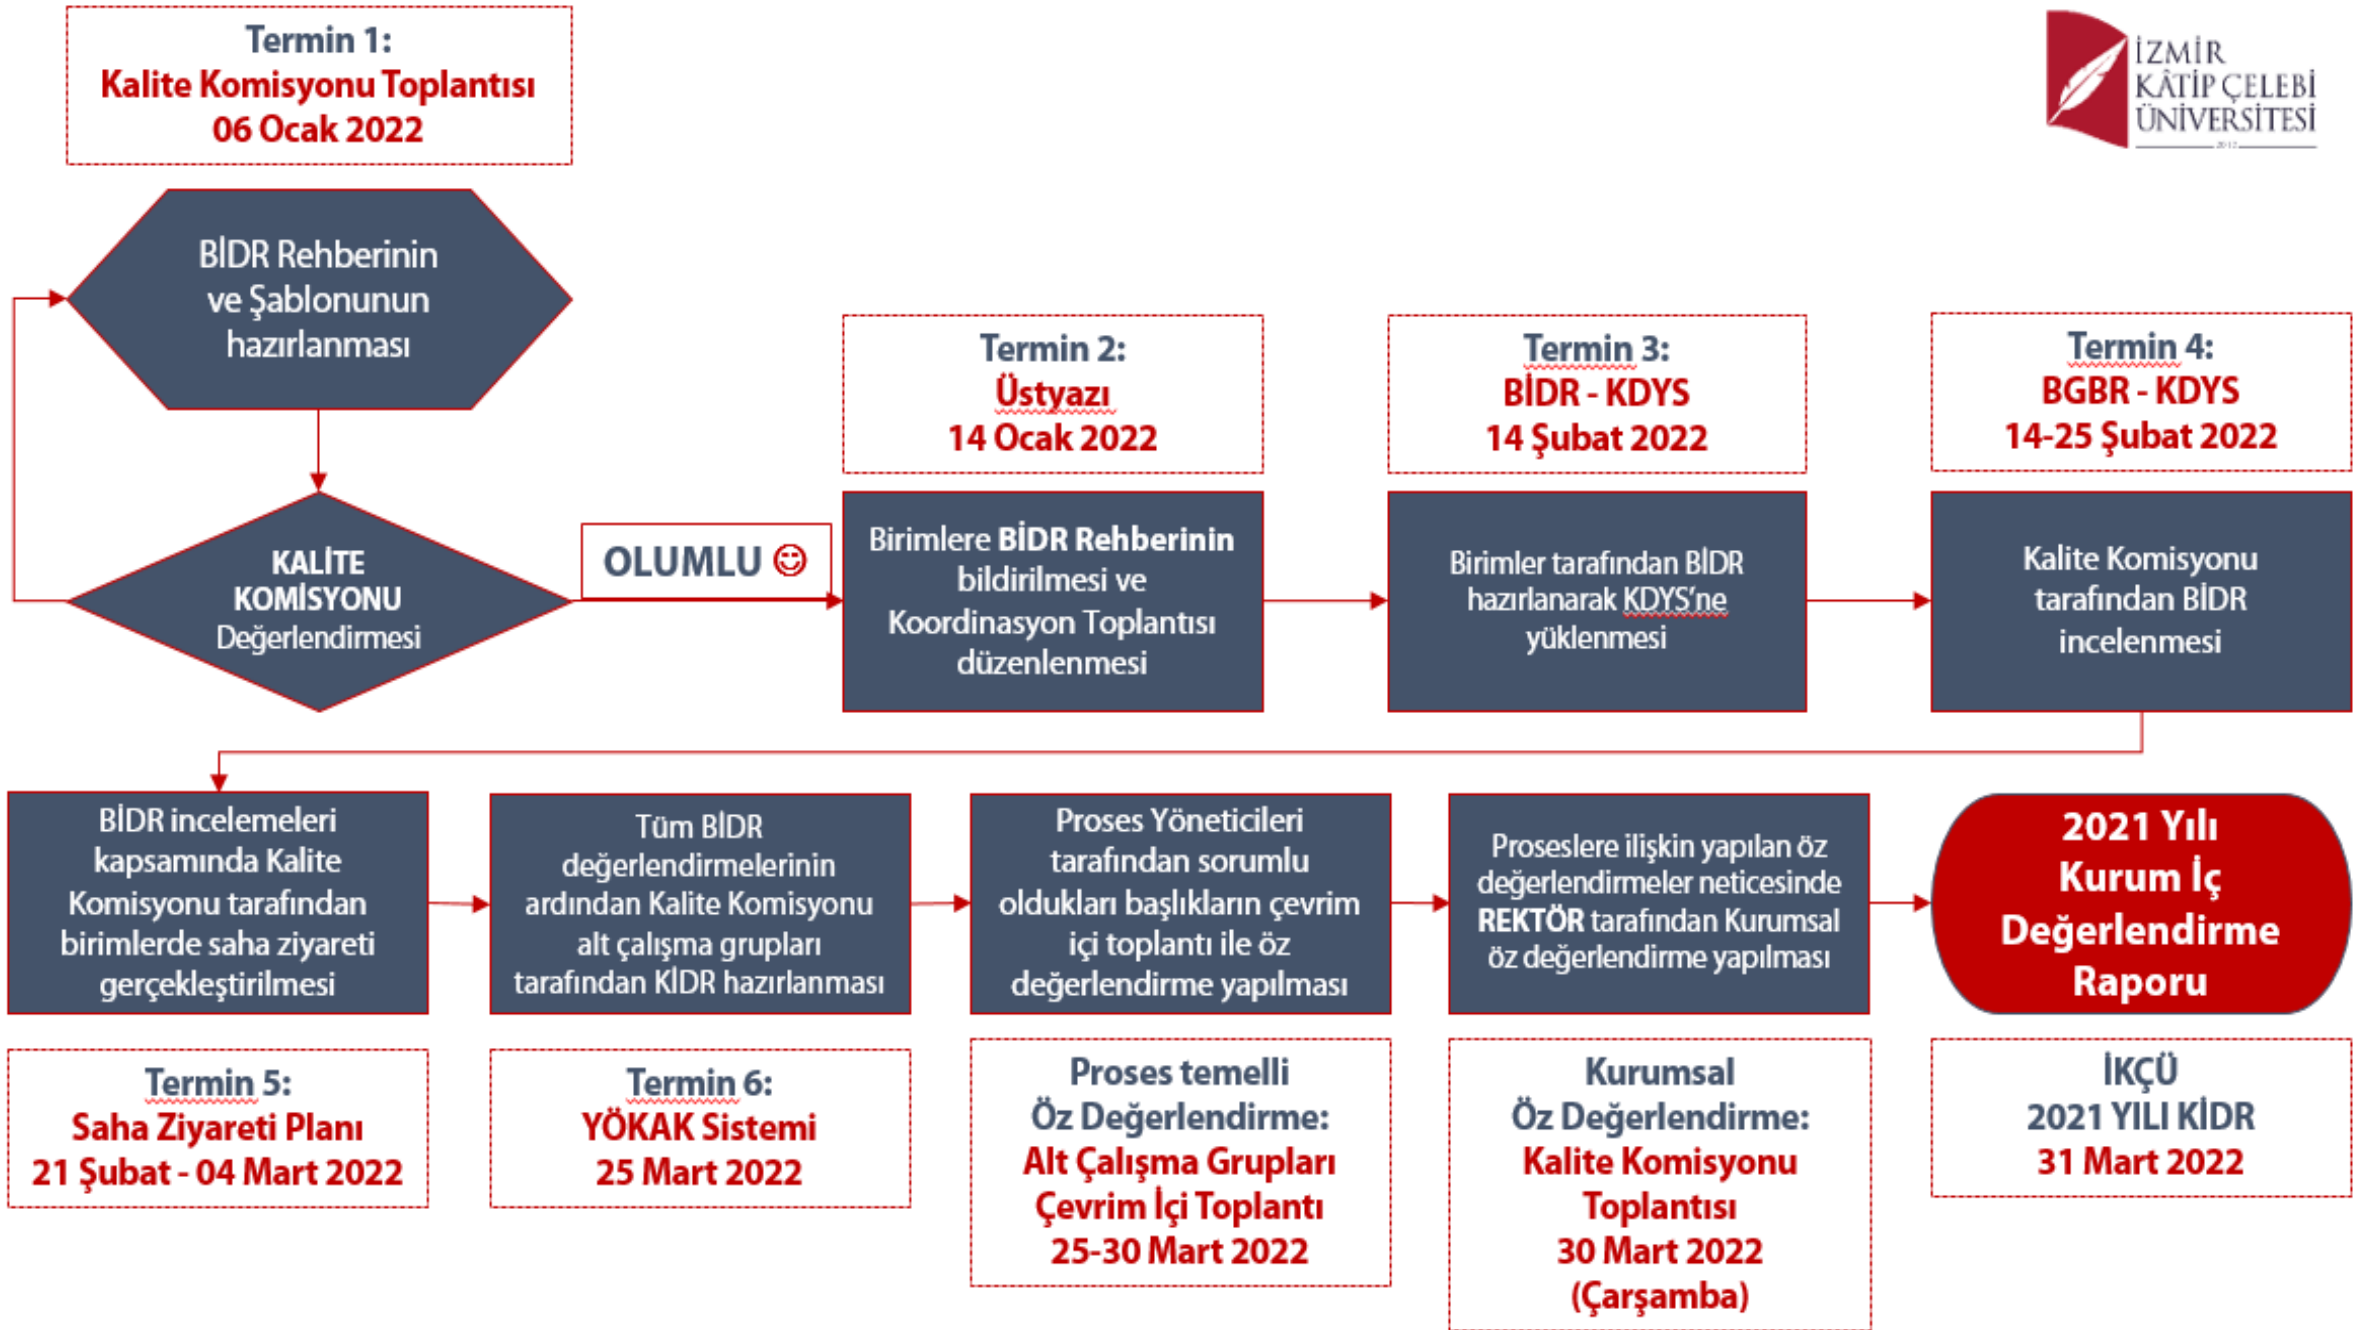 Termin 1:
Kalite Komisyonu Toplantısı
06 Ocak 2022
İZMİR
KÂTİP ÇELEBİ
ÜNİVERSİTESİ
BİDR Rehberinin
ve Şablonunun
hazırlanması
Termin 2:
Üstyazı
14 Ocak 2022
Termin 3:
BİDR - KDYS
14 Şubat 2022
Termin 4:
BGBR - KDYS
14-25 Şubat 2022
KALİTE
KOMİSYONU
Değerlendirmesi
OLUMLU ☺
Birimlere BİDR Rehberinin
bildirilmesi ve
Koordinasyon Toplantısı
düzenlenmesi
Birimler tarafından BİDR
hazırlanarak KDYS’ne
yüklenmesi
Kalite Komisyonu
tarafından BİDR
incelenmesi
BİDR incelemeleri
kapsamında Kalite
Komisyonu tarafından
birimlerde saha ziyareti
gerçekleştirilmesi
Tüm BİDR
değerlendirmelerinin
ardından Kalite Komisyonu
alt çalışma grupları
tarafından KİDR hazırlanması
Proses Yöneticileri
tarafından sorumlu
oldukları başlıkların çevrim
içi toplantı ile öz
değerlendirme yapılması
Proseslere ilişkin yapılan öz
değerlendirmeler neticesinde
REKTÖR tarafından Kurumsal
öz değerlendirme yapılması
2021 Yılı
Kurum İç
Değerlendirme
Raporu
Termin 5:
Saha Ziyareti Planı
21 Şubat - 04 Mart 2022
Termin 6:
YÖKAK Sistemi
25 Mart 2022
Proses temelli
Öz Değerlendirme:
Alt Çalışma Grupları
Çevrim İçi Toplantı
25-30 Mart 2022
Kurumsal
Öz Değerlendirme:
Kalite Komisyonu
Toplantısı
30 Mart 2022
(Çarşamba)
İKÇÜ
2021 YILI KİDR
31 Mart 2022